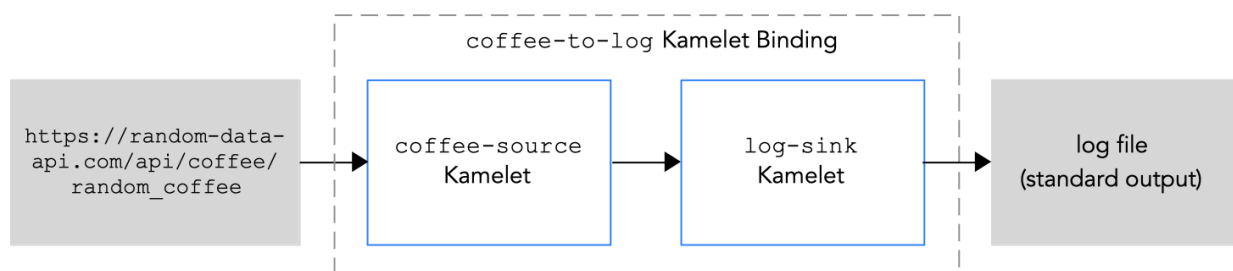 coffee-to-log Kamelet Binding
https://random-data-
api.com/api/coffee/
random_coffee
coffee-source
Kamelet
log-sink
Kamelet
log file
(standard output)